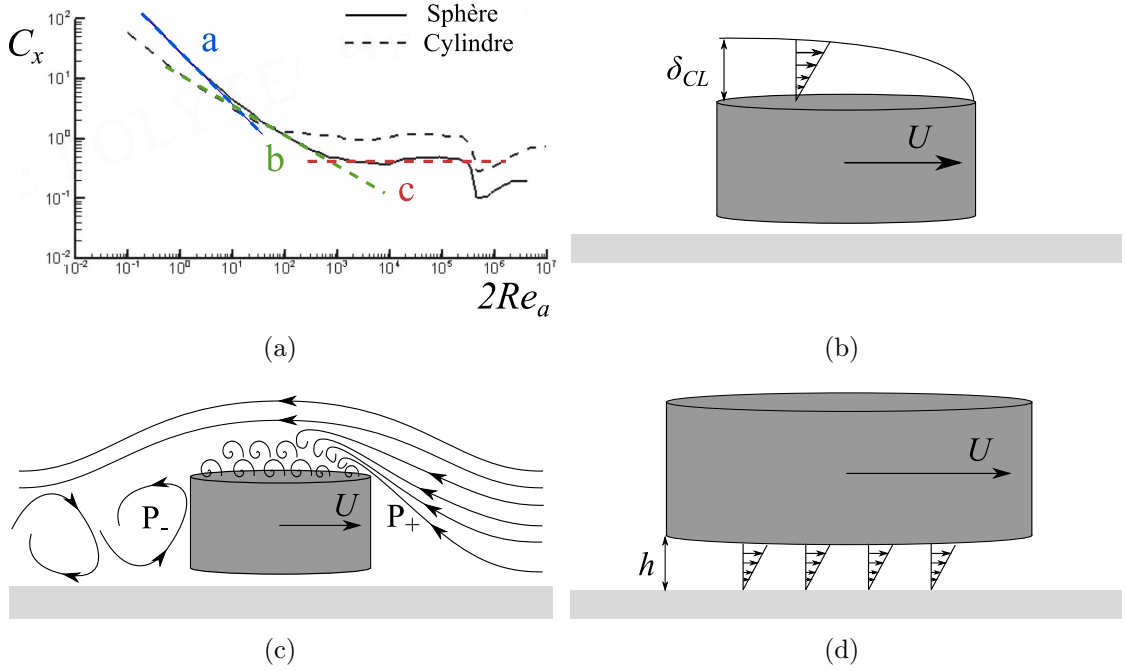 Sphère
Cylindre
C_x
10^2
10^1
10^0
10^-1
10^-2
a
b
c
10^-2 10^-1 10^0 10^1 10^2 10^3 10^4 10^5 10^6 10^7
2Re_a
(a)
δ_CL
U
(b)
P_-
U
P_+
(c)
U
h
(d)